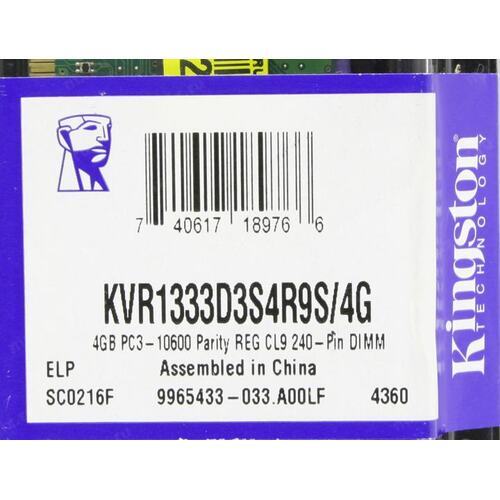 7 40617 18976 6
KVR1333D3S4R9S/4G
4GB PC3-10600 Parity REG CL9 240-Pin DIMM
ELP Assembled in China
SC0216F 9965433-033.A00LF 4360
Kingston
TECHNOLOGY